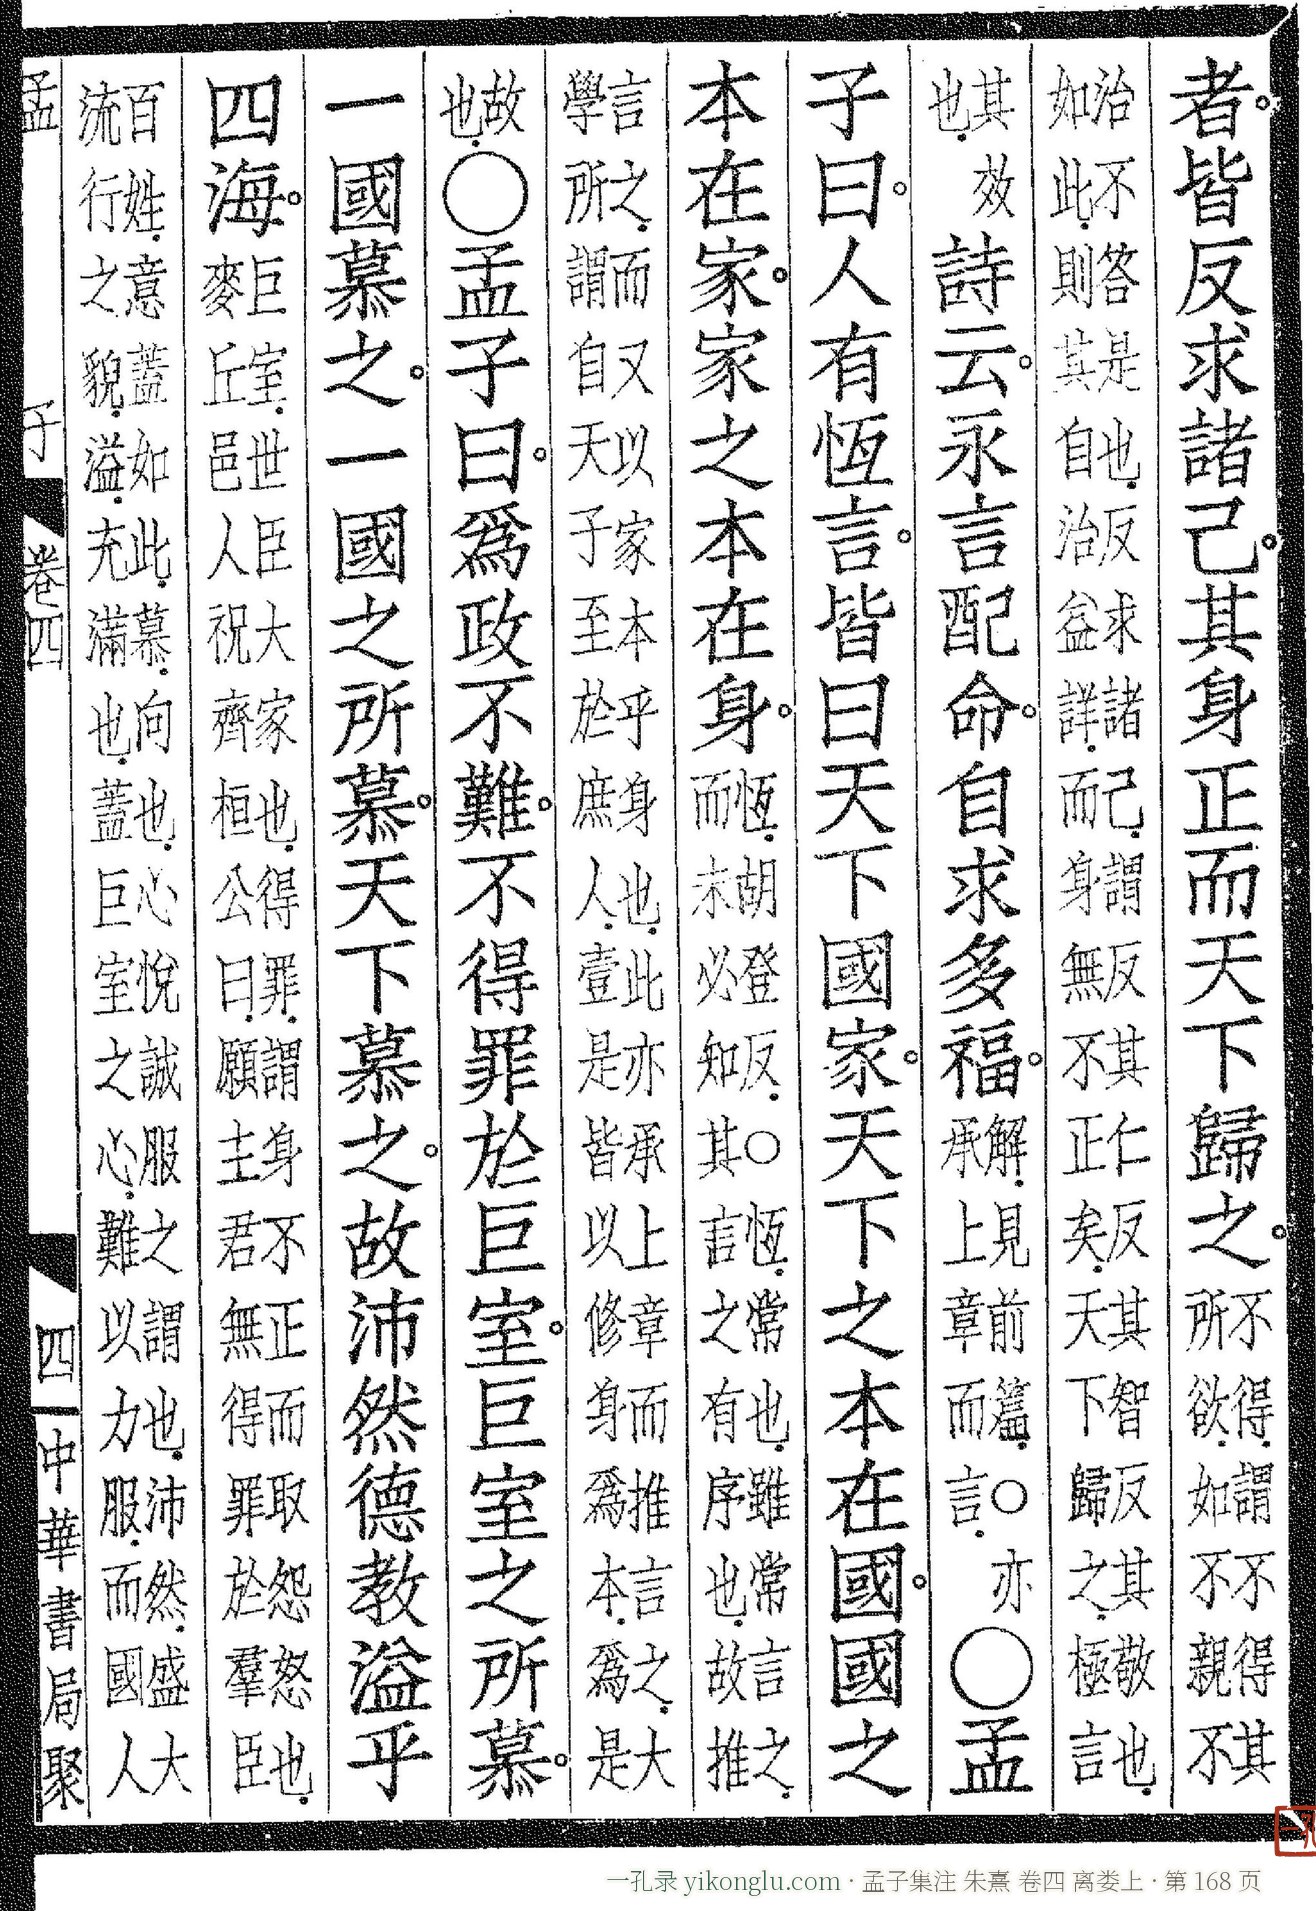 者。皆反求諸己。其身正而天下歸之。不得。謂不得其
所欲。如不親不
治不答是也。反求諸己。謂反其仁反其智反其敬也。
如此。則其自治益詳。而身無不正矣。天下歸之。極言
其效
也。
詩云。永言配命。自求多福。解。見前篇。○亦
承上章而言。
○孟
子曰。人有恆言。皆曰天下國家。天下之本在國。國之
本在家。家之本在身。恆。胡登反。○恆。常也。雖常言之。
而未必知其言之有序也。故推
言之。而又以家本乎身也。此亦承上章而推言之。大
學所謂自天子至於庶人。壹是皆以修身爲本。爲是
故
也。
○孟子曰。爲政不難。不得罪於巨室。巨室之所慕。
一國慕之。一國之所慕。天下慕之。故沛然德教溢乎
四海。巨室。世臣大家也。得罪。謂身不正而取怨怒也。
麥丘邑人祝齊桓公曰。願主君無得罪於羣臣
百姓。意蓋如此。慕。向也。心悅誠服之謂也。沛然。盛大
流行之貌。溢。充滿也。蓋巨室之心。難以力服。而國人
孟子 卷四 四 中華書局聚
一孔录 yikonglu.com · 孟子集注 朱熹 卷四 离娄上 · 第 168 页